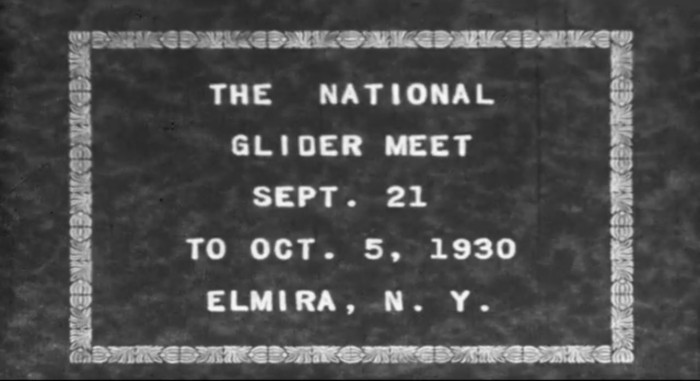 THE NATIONAL
GLIDER MEET
SEPT. 21
TO OCT. 5, 1930
ELMIRA, N. Y.